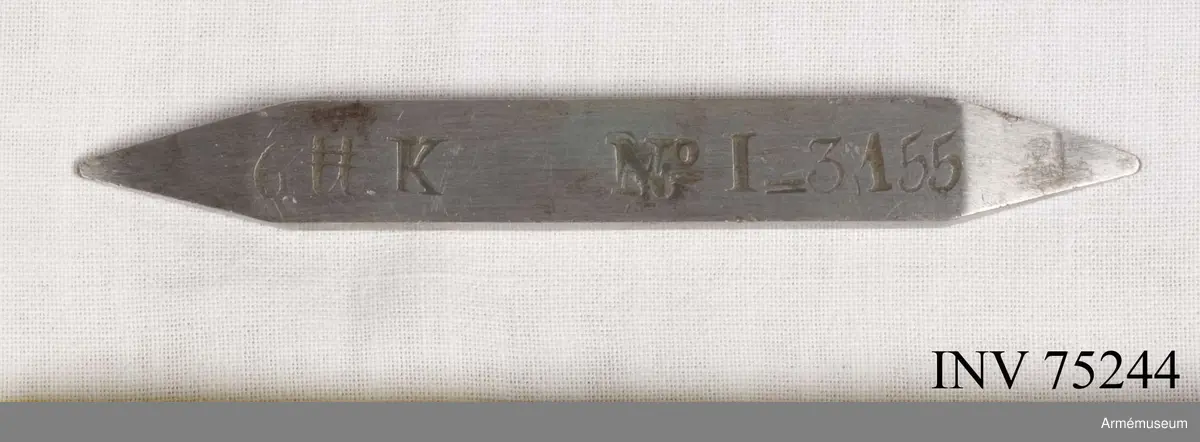 6 # K № I_3155
INV 75244
Armémuseum